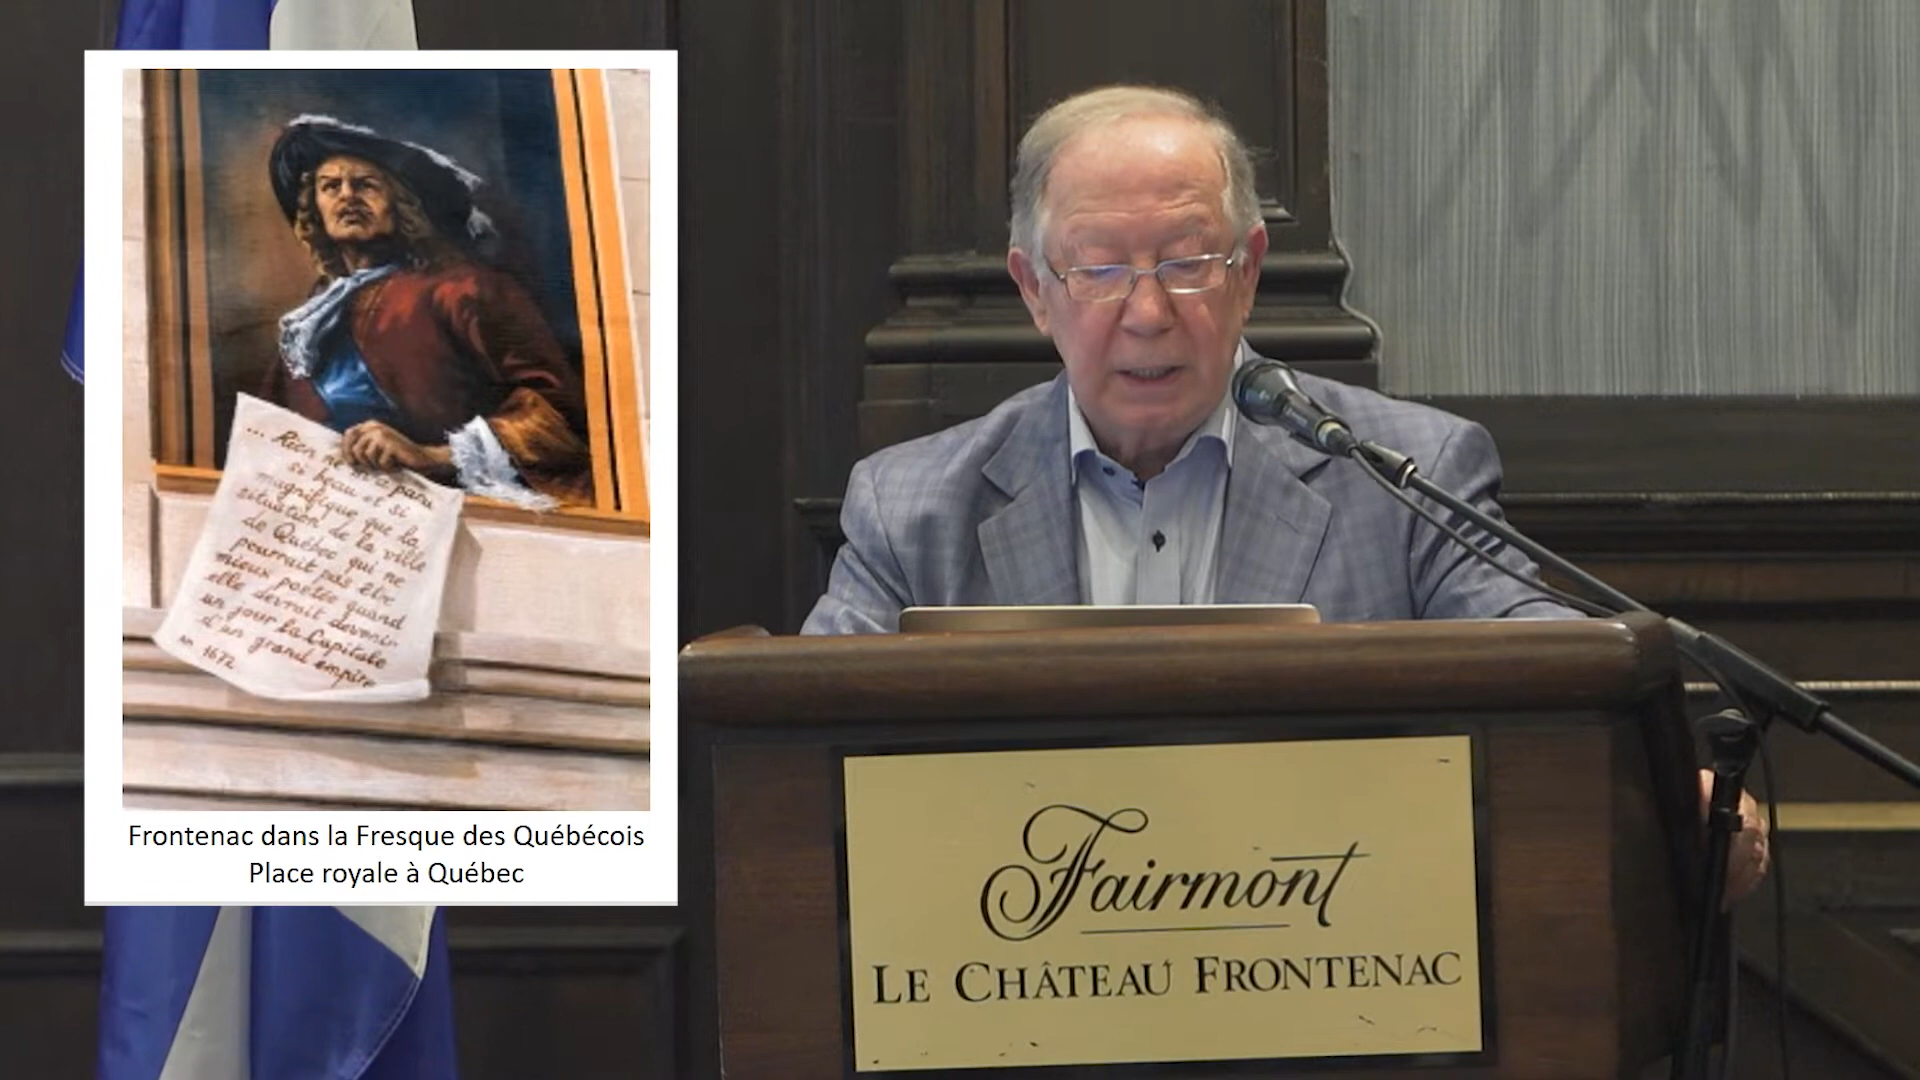 ... Rien ne m'a paru
si beau et si
magnifique que la
situation de la ville
de Québec qui ne
pourrait pas être
mieux postée quand
elle devroit devenir
un jour la Capitale
d'un grand empire
AN 1672
Frontenac dans la Fresque des Québécois
Place royale à Québec
Fairmont
LE CHÂTEAU FRONTENAC